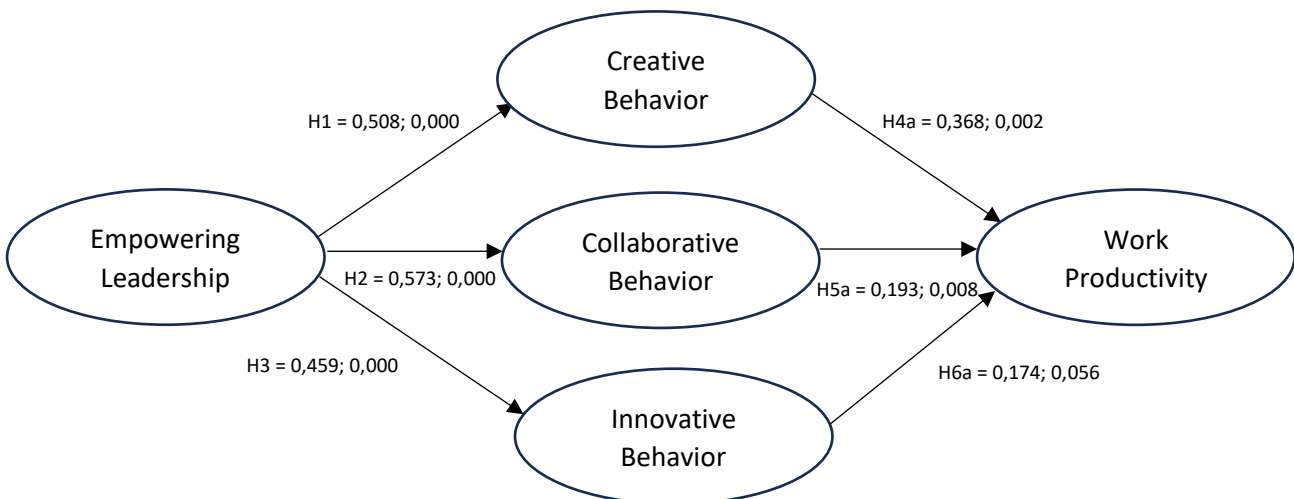 Creative
Behavior
H1 = 0,508; 0,000
H4a = 0,368; 0,002
Empowering
Leadership
Collaborative
Behavior
Work
Productivity
H2 = 0,573; 0,000
H5a = 0,193; 0,008
H3 = 0,459; 0,000
H6a = 0,174; 0,056
Innovative
Behavior